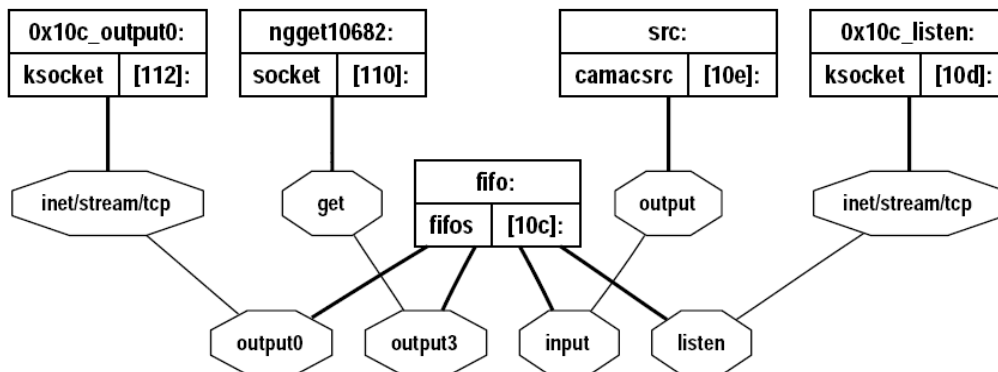 0x10c_output0:
ksocket [112]:
ngget10682:
socket [110]:
src:
camacsrc [10e]:
0x10c_listen:
ksocket [10d]:
inet/stream/tcp
get
fifo:
fifos [10c]:
output
inet/stream/tcp
output0
output3
input
listen